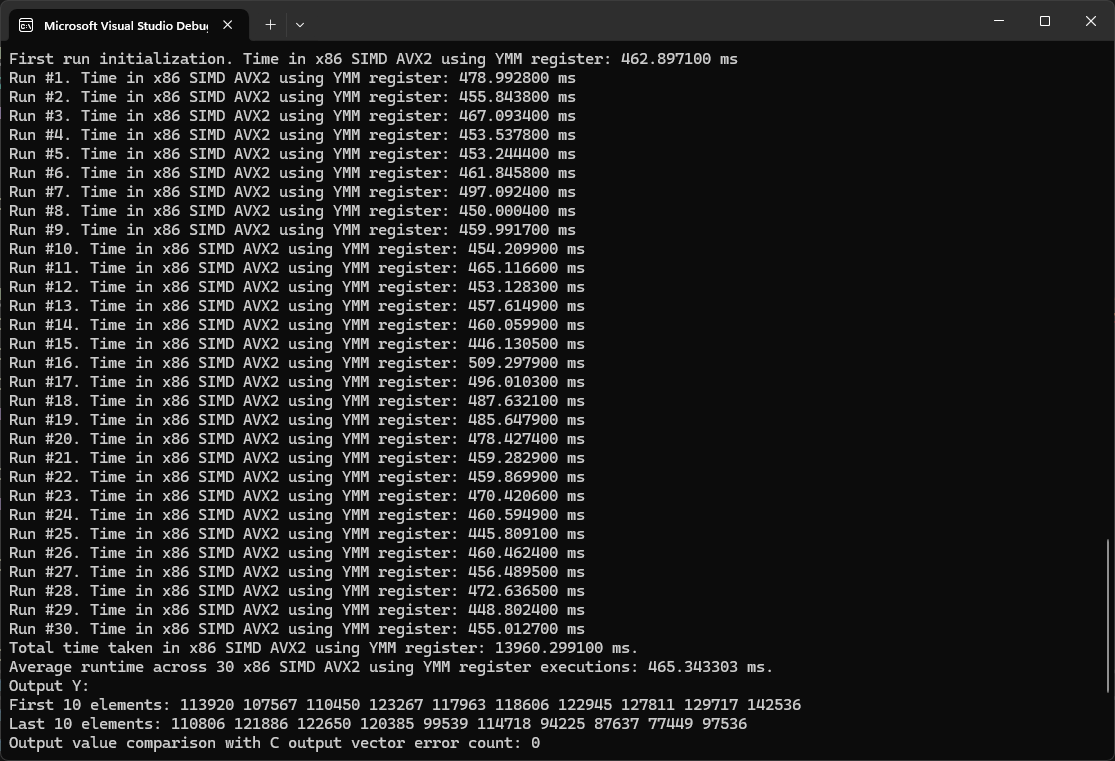 Microsoft Visual Studio Debug
First run initialization. Time in x86 SIMD AVX2 using YMM register: 462.897100 ms
Run #1. Time in x86 SIMD AVX2 using YMM register: 478.992800 ms
Run #2. Time in x86 SIMD AVX2 using YMM register: 455.843800 ms
Run #3. Time in x86 SIMD AVX2 using YMM register: 467.093400 ms
Run #4. Time in x86 SIMD AVX2 using YMM register: 453.537800 ms
Run #5. Time in x86 SIMD AVX2 using YMM register: 453.244400 ms
Run #6. Time in x86 SIMD AVX2 using YMM register: 461.845800 ms
Run #7. Time in x86 SIMD AVX2 using YMM register: 497.092400 ms
Run #8. Time in x86 SIMD AVX2 using YMM register: 450.000400 ms
Run #9. Time in x86 SIMD AVX2 using YMM register: 459.991700 ms
Run #10. Time in x86 SIMD AVX2 using YMM register: 454.209900 ms
Run #11. Time in x86 SIMD AVX2 using YMM register: 465.116600 ms
Run #12. Time in x86 SIMD AVX2 using YMM register: 453.128300 ms
Run #13. Time in x86 SIMD AVX2 using YMM register: 457.614900 ms
Run #14. Time in x86 SIMD AVX2 using YMM register: 460.059900 ms
Run #15. Time in x86 SIMD AVX2 using YMM register: 446.130500 ms
Run #16. Time in x86 SIMD AVX2 using YMM register: 509.297900 ms
Run #17. Time in x86 SIMD AVX2 using YMM register: 496.010300 ms
Run #18. Time in x86 SIMD AVX2 using YMM register: 487.632100 ms
Run #19. Time in x86 SIMD AVX2 using YMM register: 485.647900 ms
Run #20. Time in x86 SIMD AVX2 using YMM register: 478.427400 ms
Run #21. Time in x86 SIMD AVX2 using YMM register: 459.282900 ms
Run #22. Time in x86 SIMD AVX2 using YMM register: 459.869900 ms
Run #23. Time in x86 SIMD AVX2 using YMM register: 470.420600 ms
Run #24. Time in x86 SIMD AVX2 using YMM register: 460.594900 ms
Run #25. Time in x86 SIMD AVX2 using YMM register: 445.809100 ms
Run #26. Time in x86 SIMD AVX2 using YMM register: 460.462400 ms
Run #27. Time in x86 SIMD AVX2 using YMM register: 456.489500 ms
Run #28. Time in x86 SIMD AVX2 using YMM register: 472.636500 ms
Run #29. Time in x86 SIMD AVX2 using YMM register: 448.802400 ms
Run #30. Time in x86 SIMD AVX2 using YMM register: 455.012700 ms
Total time taken in x86 SIMD AVX2 using YMM register: 13960.299100 ms.
Average runtime across 30 x86 SIMD AVX2 using YMM register executions: 465.343303 ms.
Output Y:
First 10 elements: 113920 107567 110450 123267 117963 118606 122945 127811 129717 142536
Last 10 elements: 110806 121886 122650 120385 99539 114718 94225 87637 77449 97536
Output value comparison with C output vector error count: 0